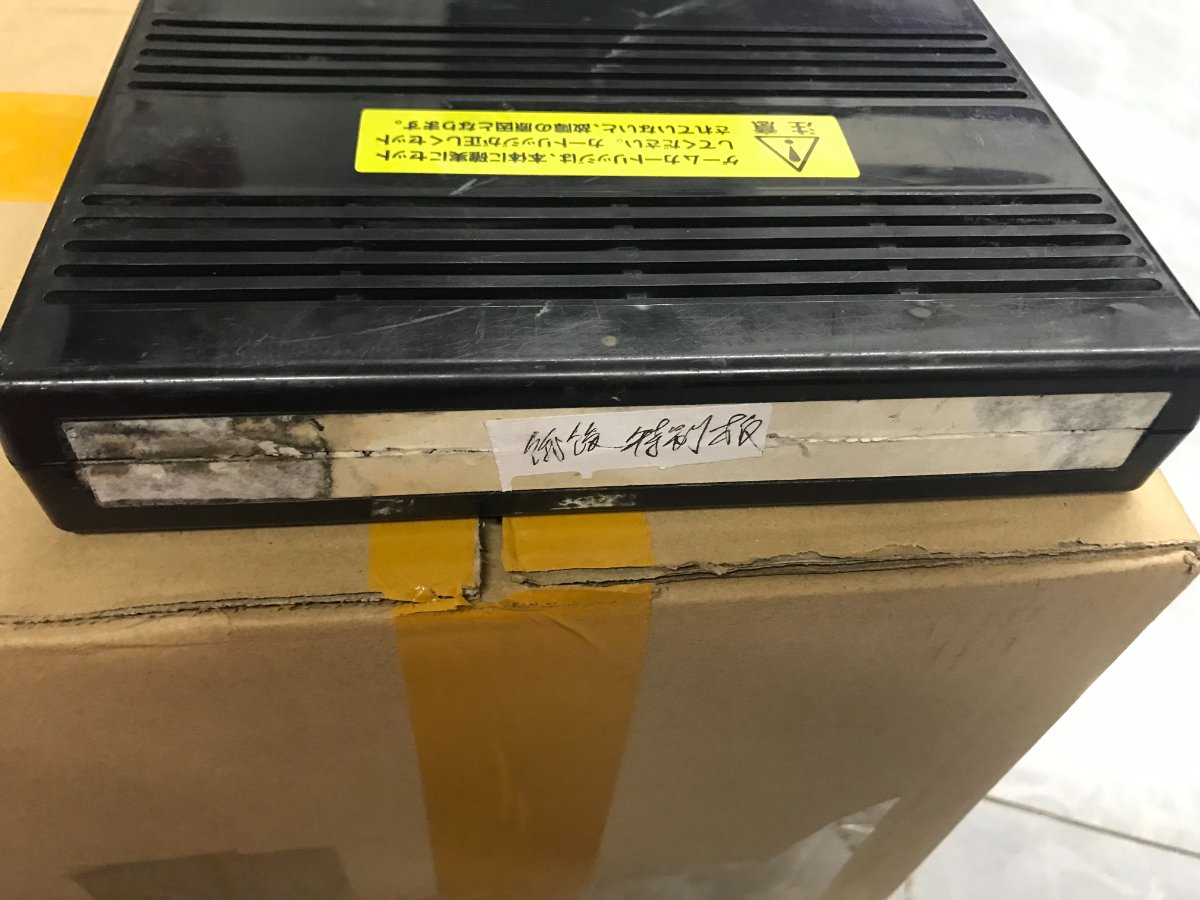 注意
ゲームカートリッジは、本体に確実にセット
してください。カートリッジが正しくセット
されていないと、故障の原因となります。
特别板